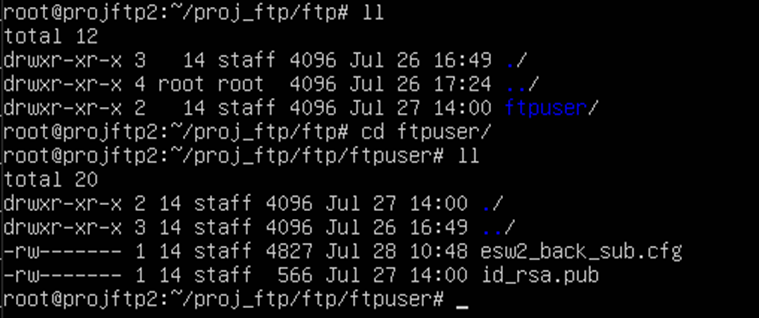 root@projftp2:~/proj_ftp/ftp# ll
total 12
drwxr-xr-x 3   14 staff 4096 Jul 26 16:49 ./
drwxr-xr-x 4 root root  4096 Jul 26 17:24 ../
drwxr-xr-x 2   14 staff 4096 Jul 27 14:00 ftpuser/
root@projftp2:~/proj_ftp/ftp# cd ftpuser/
root@projftp2:~/proj_ftp/ftp/ftpuser# ll
total 20
drwxr-xr-x 2 14 staff 4096 Jul 27 14:00 ./
drwxr-xr-x 3 14 staff 4096 Jul 26 16:49 ../
-rw------- 1 14 staff 4827 Jul 28 10:48 esw2_back_sub.cfg
-rw------- 1 14 staff  566 Jul 27 14:00 id_rsa.pub
root@projftp2:~/proj_ftp/ftp/ftpuser# _